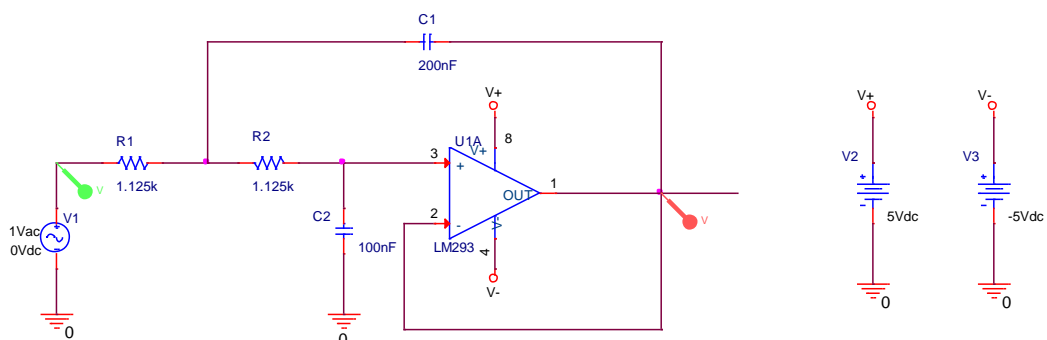 C1
200nF
V+
V+
V-
R1
R2
U1A
8
V+
3
+
1.125k
1.125k
OUT
1
V
V
V1
1Vac
0Vdc
C2
100nF
2
-
V-
LM293
4
V-
V2
5Vdc
V3
-5Vdc
0
0
0
0